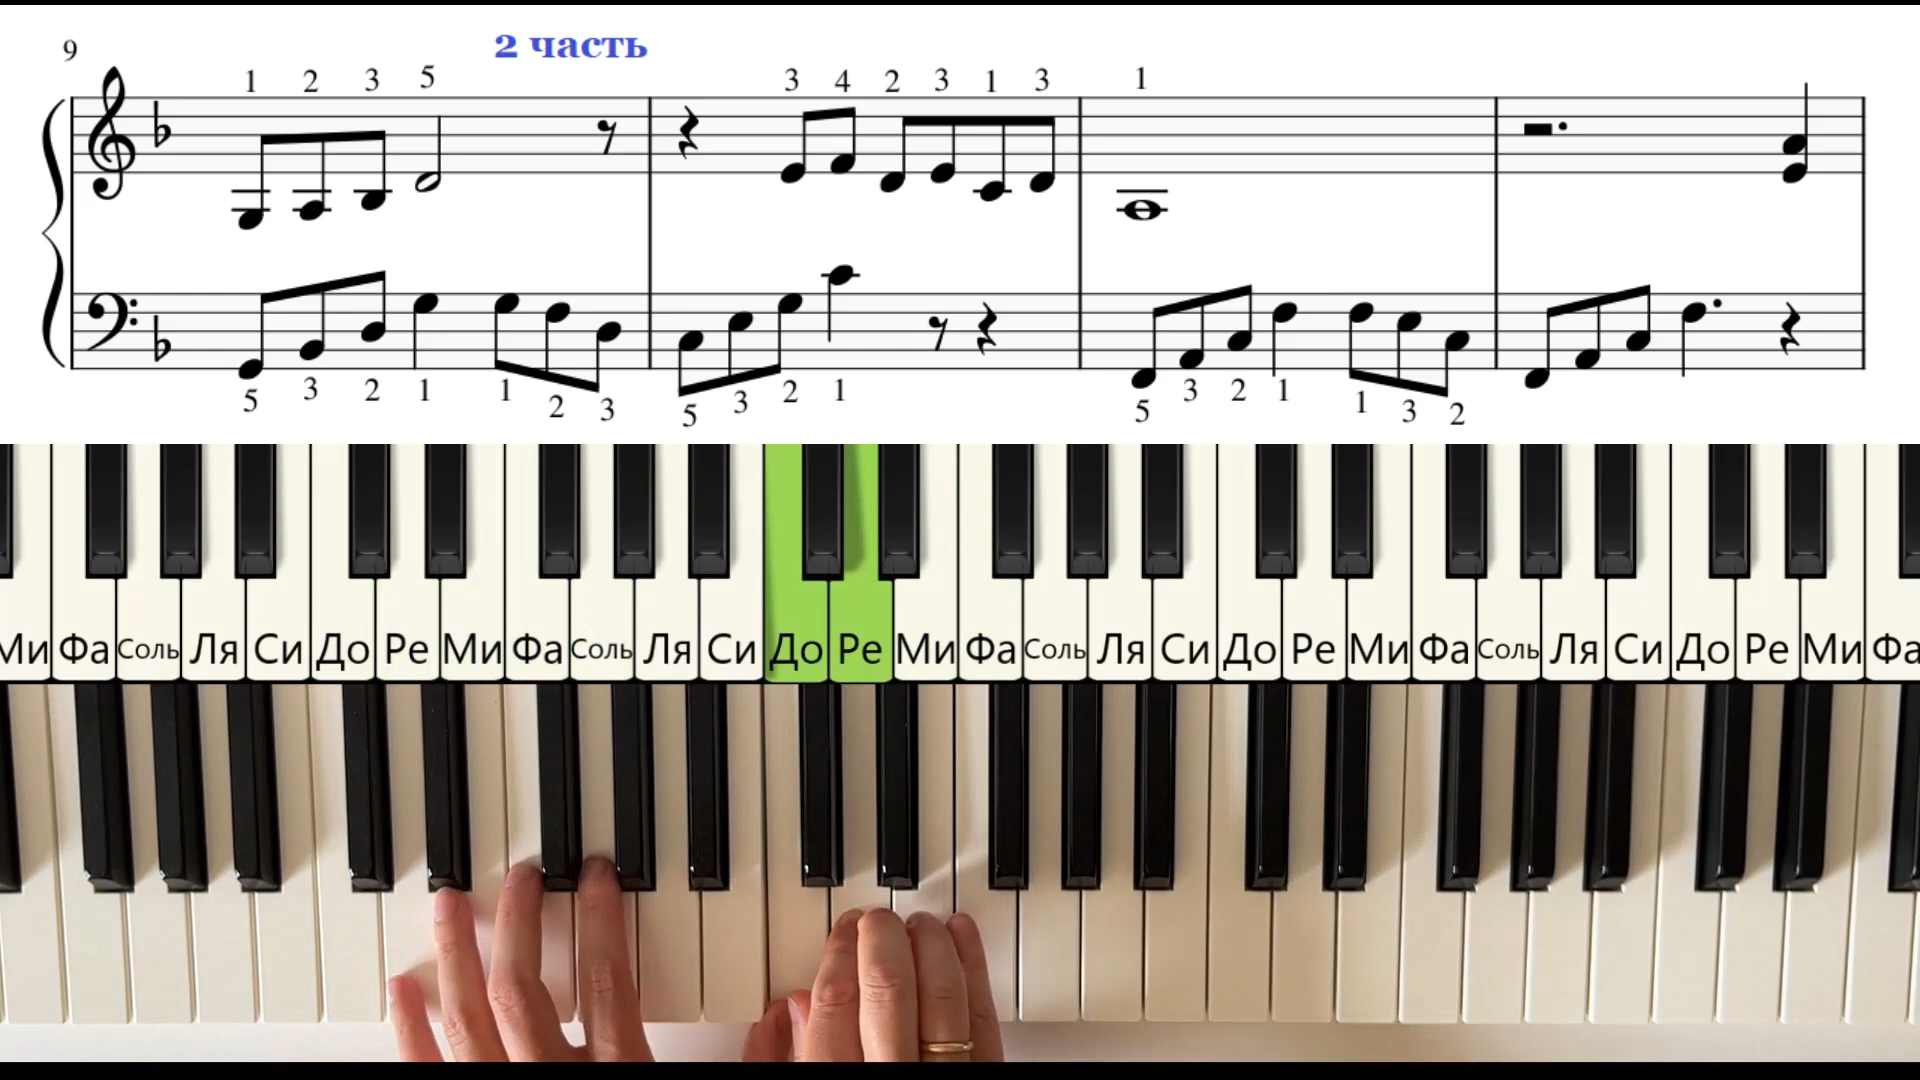 9
2 часть
1 2 3 5 3 4 2 3 1 3 1
5 3 2 1 1 2 3 5 3 2 1 5 3 2 1 1 3 2
Ми Фа Соль Ля Си До Ре Ми Фа Соль Ля Си До Ре Ми Фа Соль Ля Си До Ре Ми Фа Соль Ля Си До Ре Ми Фа